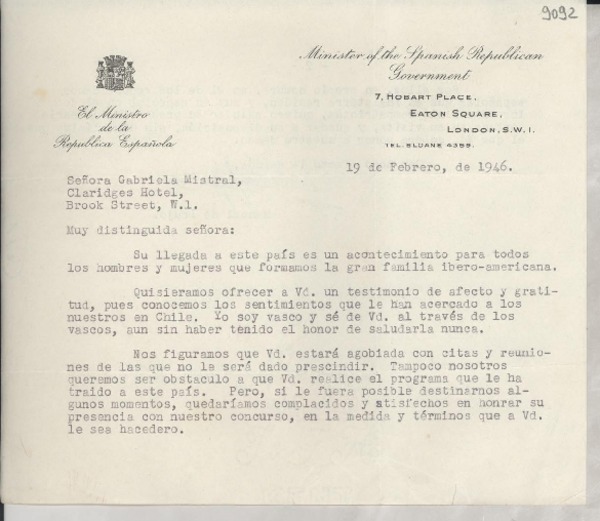 9092
Minister of the Spanish Republican
Government
7, HOBART PLACE,
EATON SQUARE,
LONDON, S.W.1.
TEL. SLOANE 4359.
El Ministro
de la
Republica Española
19 de Febrero, de 1946.
Señora Gabriela Mistral,
Claridges Hotel,
Brook Street, W.1.
Muy distinguida señora:
Su llegada a este país es un acontecimiento para todos
los hombres y mujeres que formamos la gran familia ibero-americana.
Quisieramos ofrecer a Vd. un testimonio de afecto y grati-
tud, pues conocemos los sentimientos que le han acercado a los
nuestros en Chile. Yo soy vasco y sé de Vd. al través de los
vascos, aun sin haber tenido el honor de saludarla nunca.
Nos figuramos que Vd. estará agobiada con citas y reunio-
nes de las que no le será dado prescindir. Tampoco nosotros
queremos ser obstaculo a que Vd. realice el programa que le ha
traido a este país. Pero, si le fuera posible destinarnos al-
gunos momentos, quedaríamos complacidos y satisfechos en honrar su
presencia con nuestro concurso, en la medida y términos que a Vd.
le sea hacedero.